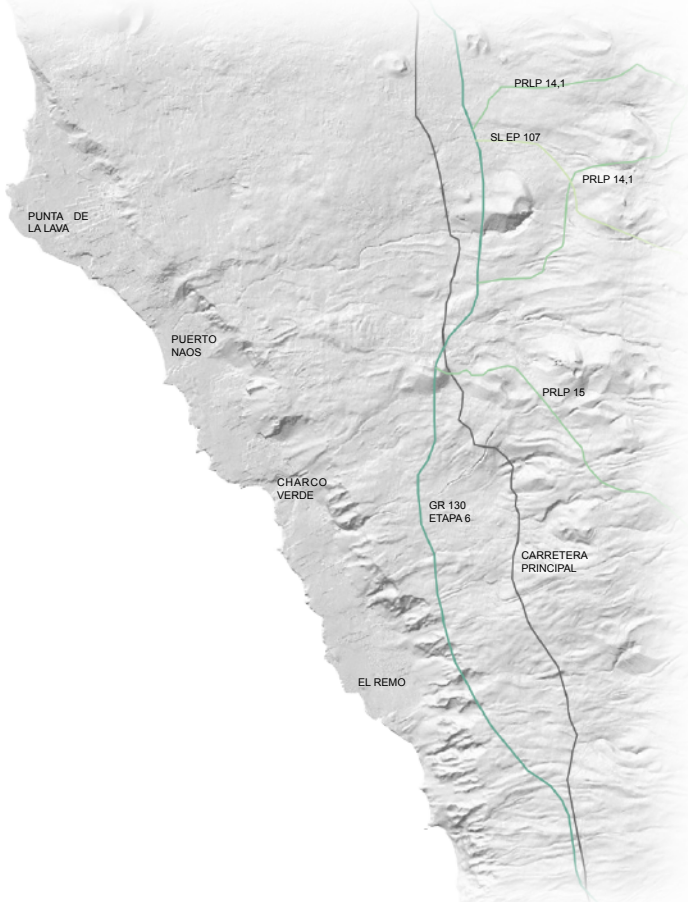 PRLP 14,1
SL EP 107
PRLP 14,1
PUNTA DE
LA LAVA
PUERTO
NAOS
PRLP 15
CHARCO
VERDE
GR 130
ETAPA 6
CARRETERA
PRINCIPAL
EL REMO